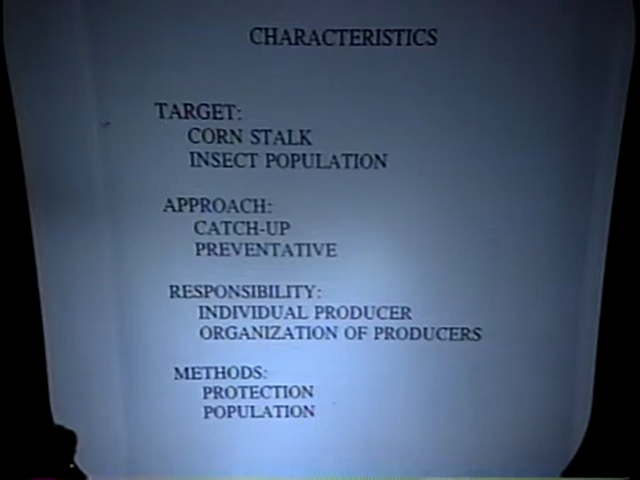 CHARACTERISTICS
TARGET:
CORN STALK
INSECT POPULATION
APPROACH:
CATCH-UP
PREVENTATIVE
RESPONSIBILITY:
INDIVIDUAL PRODUCER
ORGANIZATION OF PRODUCERS
METHODS:
PROTECTION
POPULATION